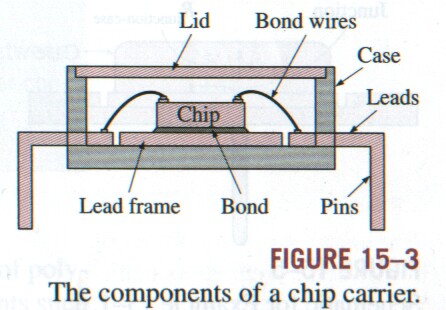 Lid
Bond wires
Case
Leads
Chip
Lead frame
Bond
Pins
FIGURE 15–3
The components of a chip carrier.